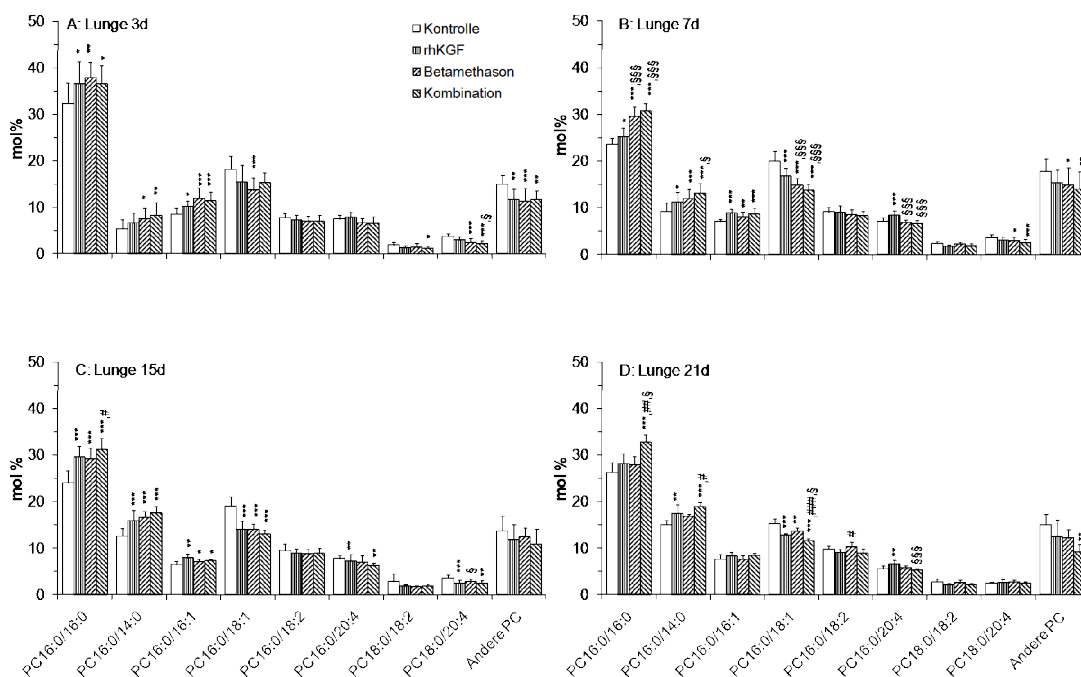 A: Lunge 3d
Kontrolle
rhKGF
Betamethason
Kombination
mol%
50
40
30
20
10
0
B: Lunge 7d
mol%
50
40
30
20
10
0
C: Lunge 15d
mol %
50
40
30
20
10
0
PC16:0/16:0
PC16:0/14:0
PC16:0/16:1
PC16:0/18:1
PC16:0/18:2
PC16:0/20:4
PC18:0/18:2
PC18:0/20:4
Andere PC
D: Lunge 21d
mol %
50
40
30
20
10
0
PC16:0/16:0
PC16:0/14:0
PC16:0/16:1
PC16:0/18:1
PC16:0/18:2
PC16:0/20:4
PC18:0/18:2
PC18:0/20:4
Andere PC